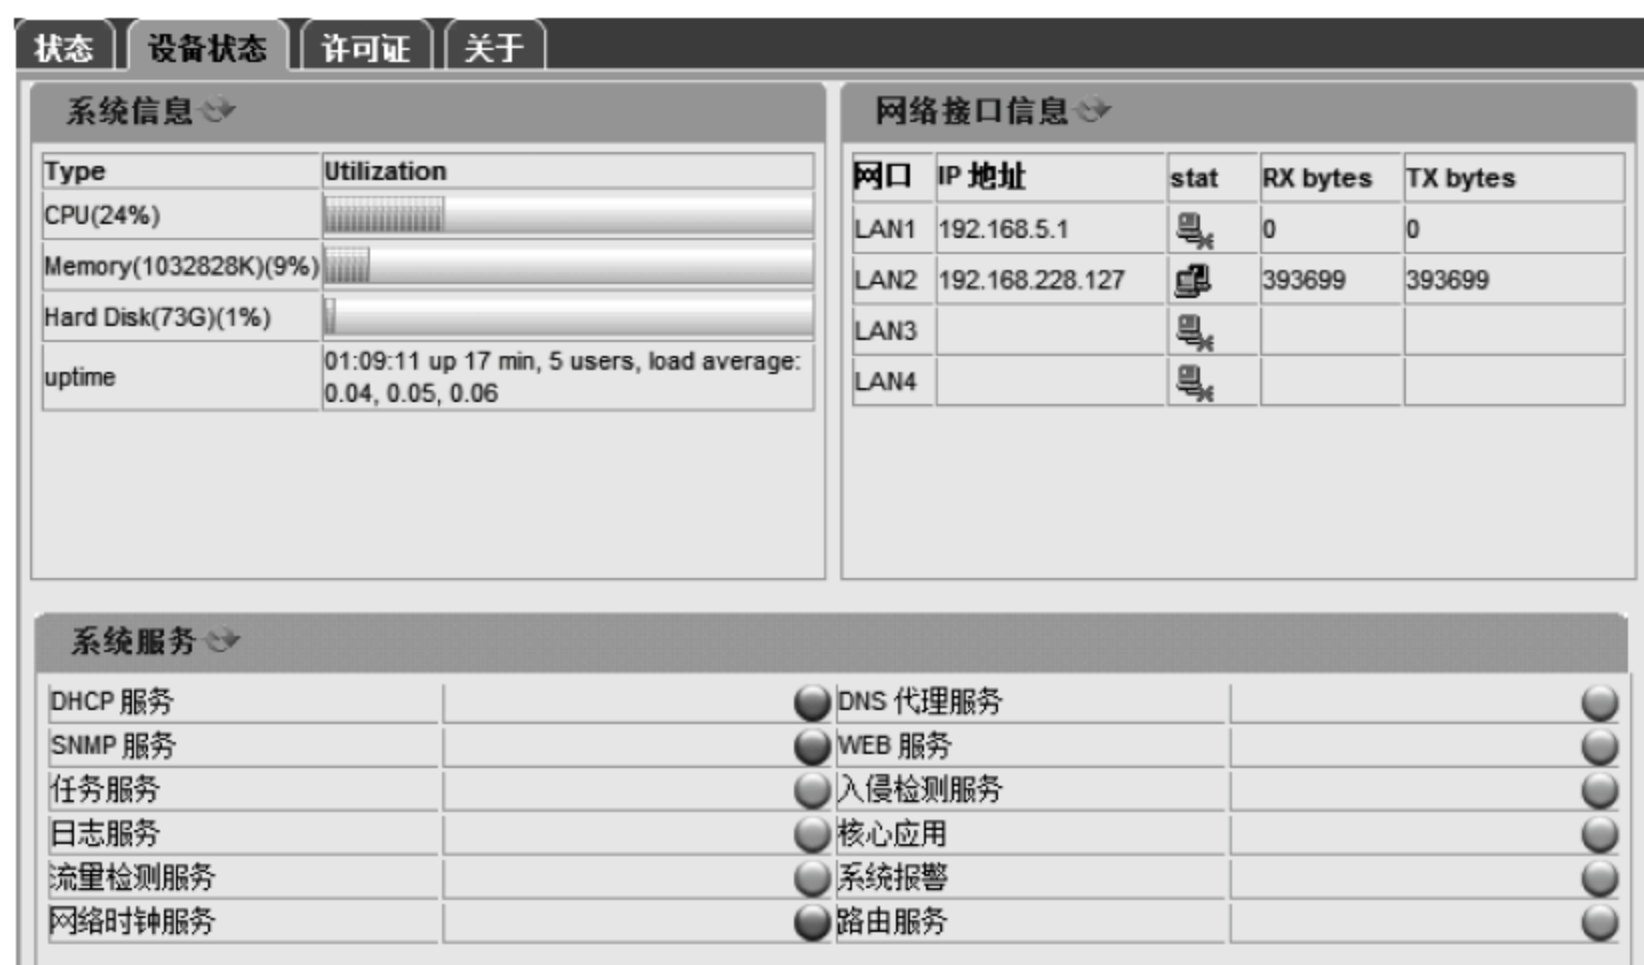 状态 设备状态 许可证 关于
系统信息
Type Utilization
CPU(24%)
Memory(1032828K)(9%)
Hard Disk(73G)(1%)
uptime 01:09:11 up 17 min, 5 users, load average:
0.04, 0.05, 0.06
网络接口信息
网口 IP 地址 stat RX bytes TX bytes
LAN1 192.168.5.1 0 0
LAN2 192.168.228.127 393699 393699
LAN3
LAN4
系统服务
DHCP 服务 DNS 代理服务
SNMP 服务 WEB 服务
任务服务 入侵检测服务
日志服务 核心应用
流量检测服务 系统报警
网络时钟服务 路由服务